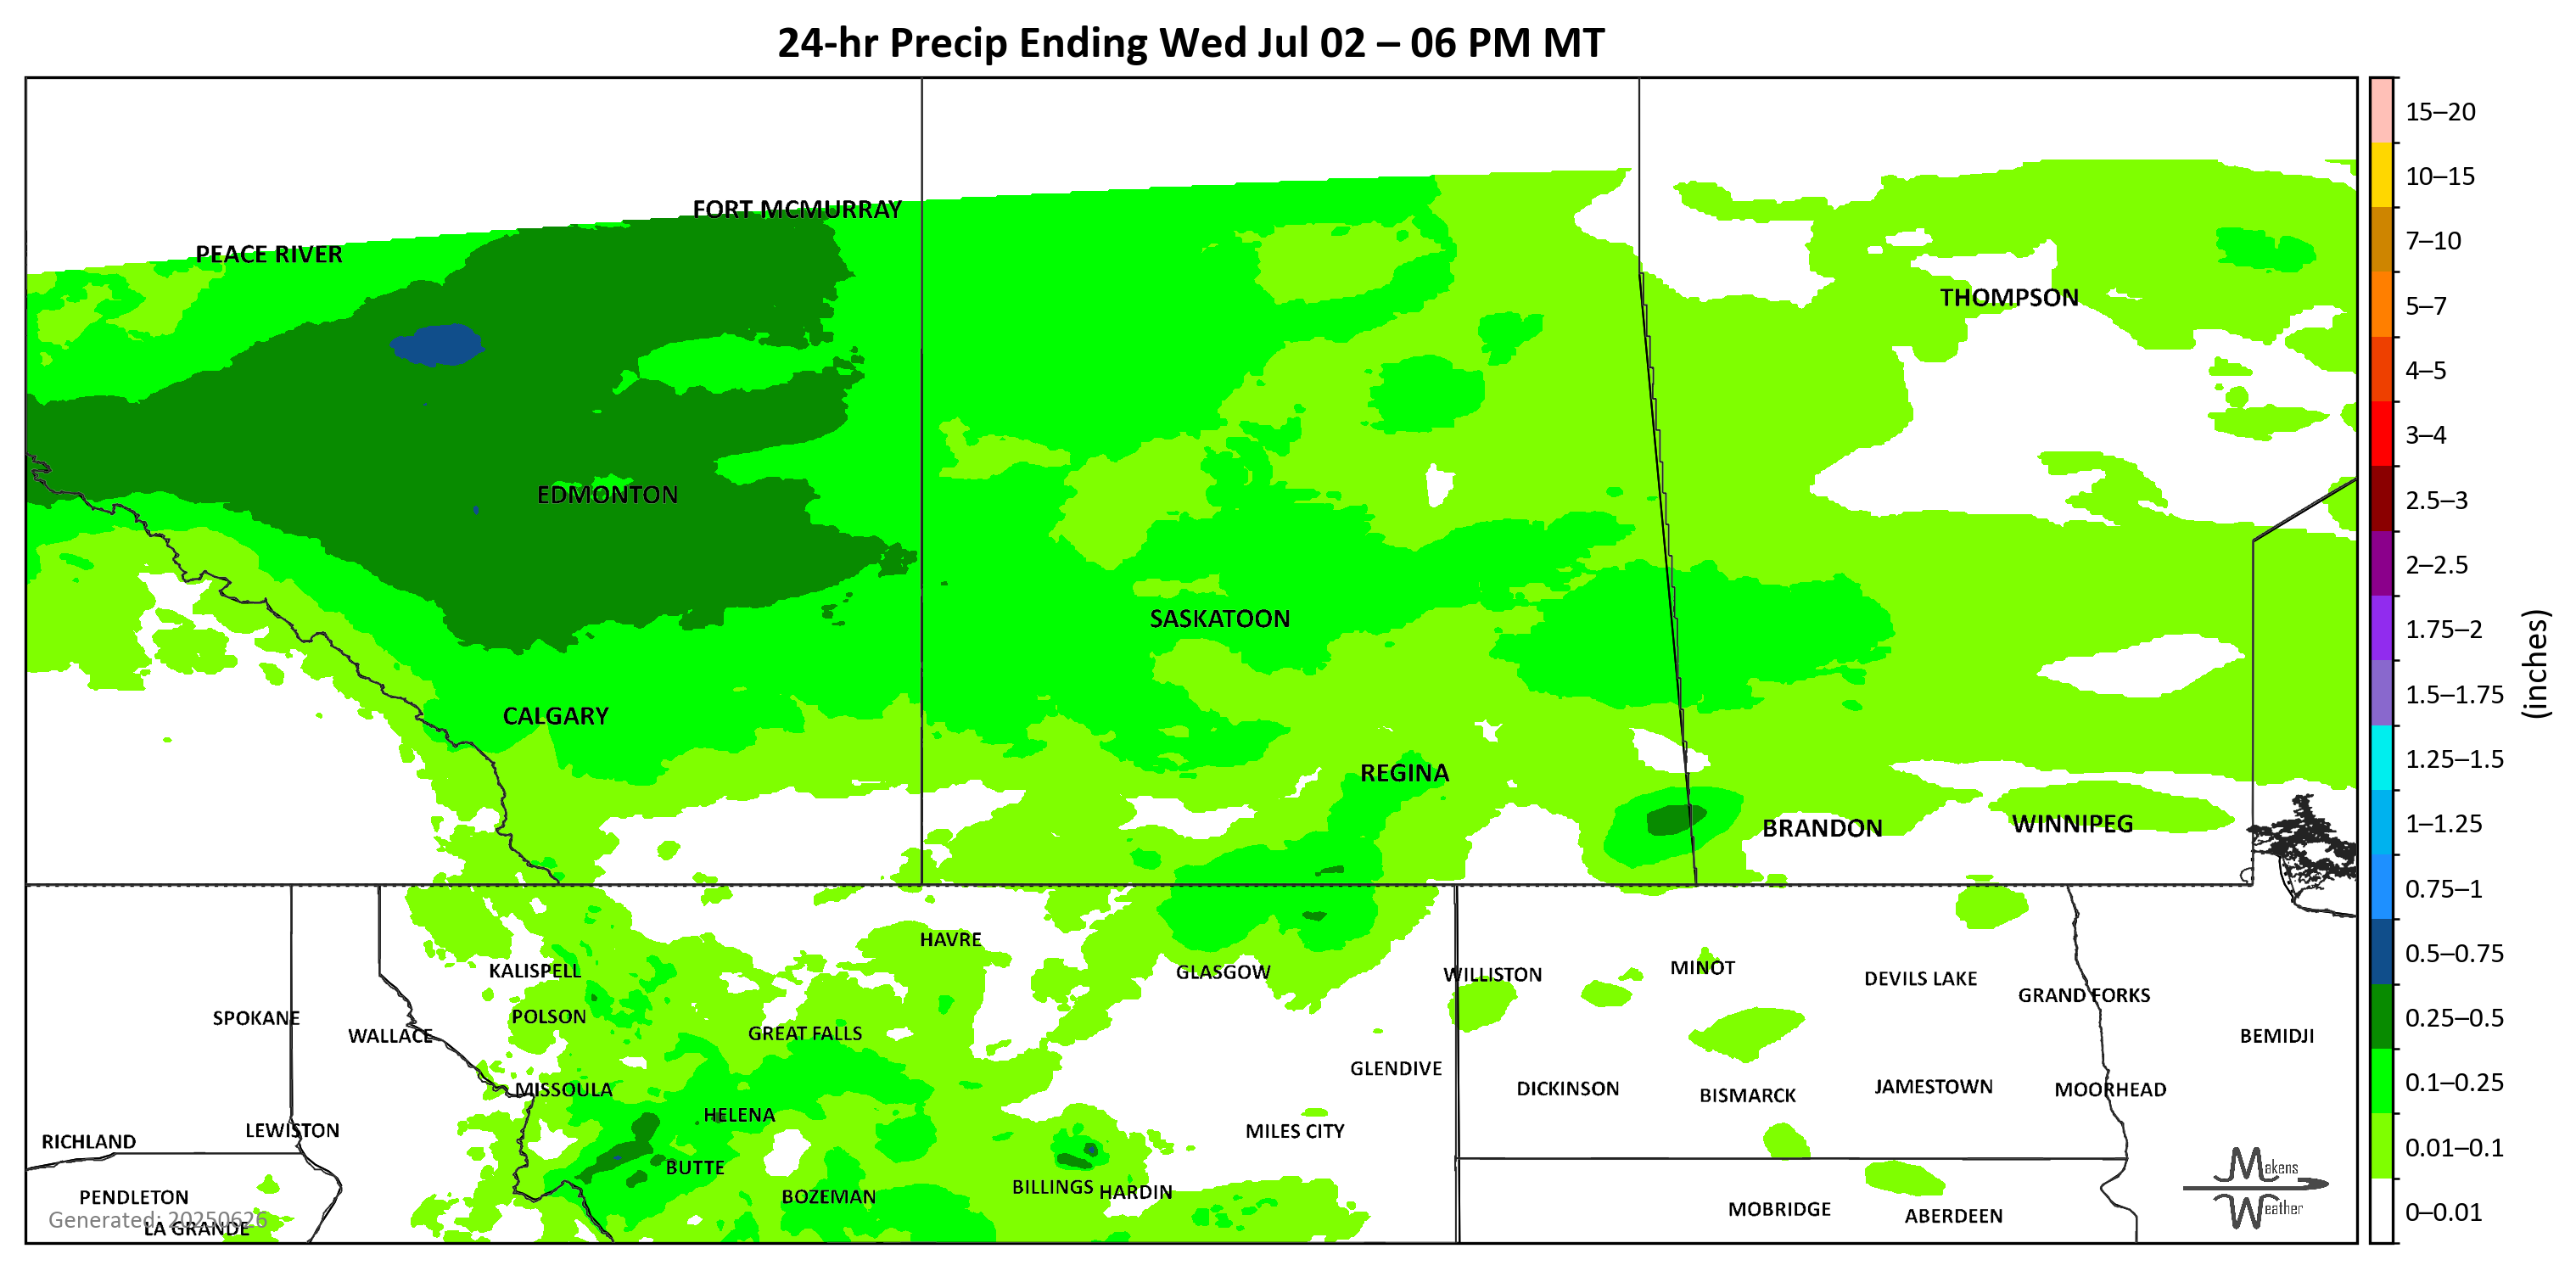 24-hr Precip Ending Wed Jul 02 – 06 PM MT
FORT MCMURRAY
PEACE RIVER
THOMPSON
EDMONTON
SASKATOON
CALGARY
REGINA
BRANDON
WINNIPEG
HAVRE
KALISPELL
GLASGOW
WILLISTON
MINOT
DEVILS LAKE
GRAND FORKS
SPOKANE
POLSON
WALLACE
GREAT FALLS
BEMIDJI
GLENDIVE
MISSOULA
DICKINSON
BISMARCK
JAMESTOWN
MOORHEAD
HELENA
RICHLAND
LEWISTON
MILES CITY
BUTTE
PENDLETON
BOZEMAN
BILLINGS
HARDIN
MOBRIDGE
ABERDEEN
Generated: 20250626
LA GRANDE
Makens
Weather
15–20
10–15
7–10
5–7
4–5
3–4
2.5–3
2–2.5
1.75–2
1.5–1.75
1.25–1.5
1–1.25
0.75–1
0.5–0.75
0.25–0.5
0.1–0.25
0.01–0.1
0–0.01
(inches)